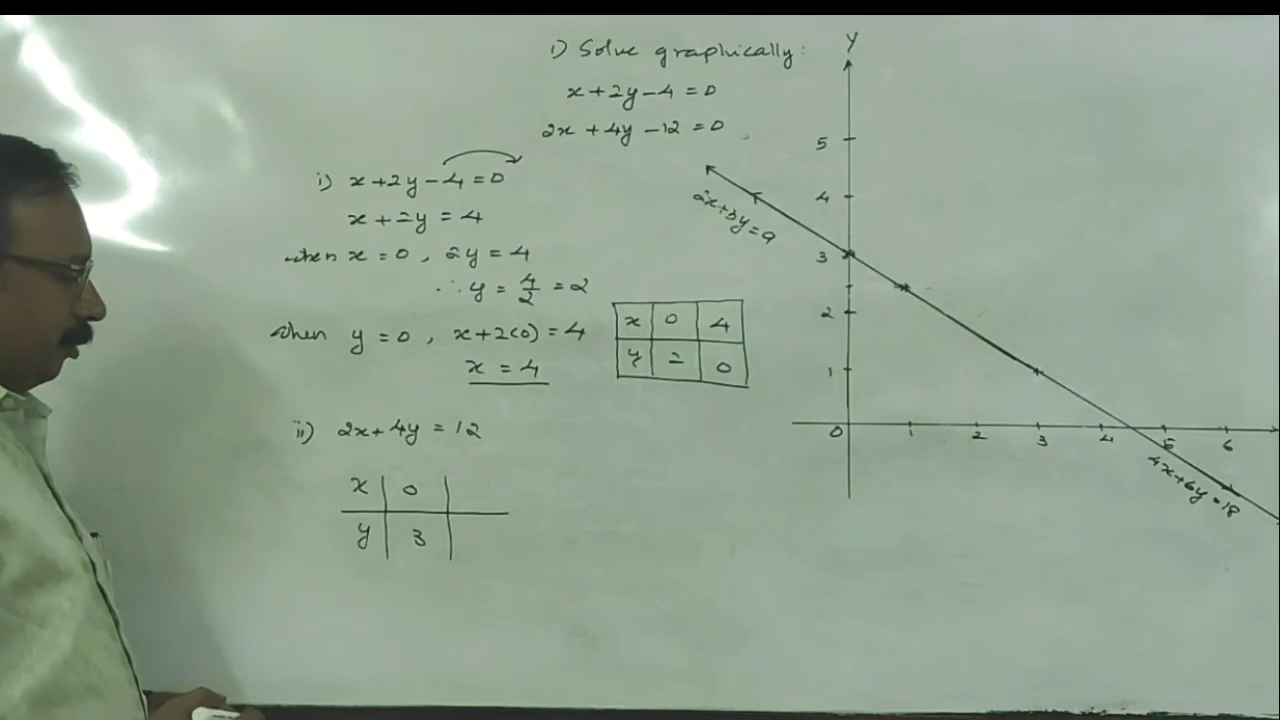 1) Solve graphically:
x+2y-4=0
2x+4y-12=0
i) x+2y-4=0
x+2y=4
when x=0, 2y=4
∴ y = 4/2 = 2
when y=0, x+2(0)=4
x=4
x 0 4
y 2 0
ii) 2x+4y=12
x 0
y 3
Y
5
4
3
2
1
0 1 2 3 4 5 6
2x+3y=9
4x+6y=18